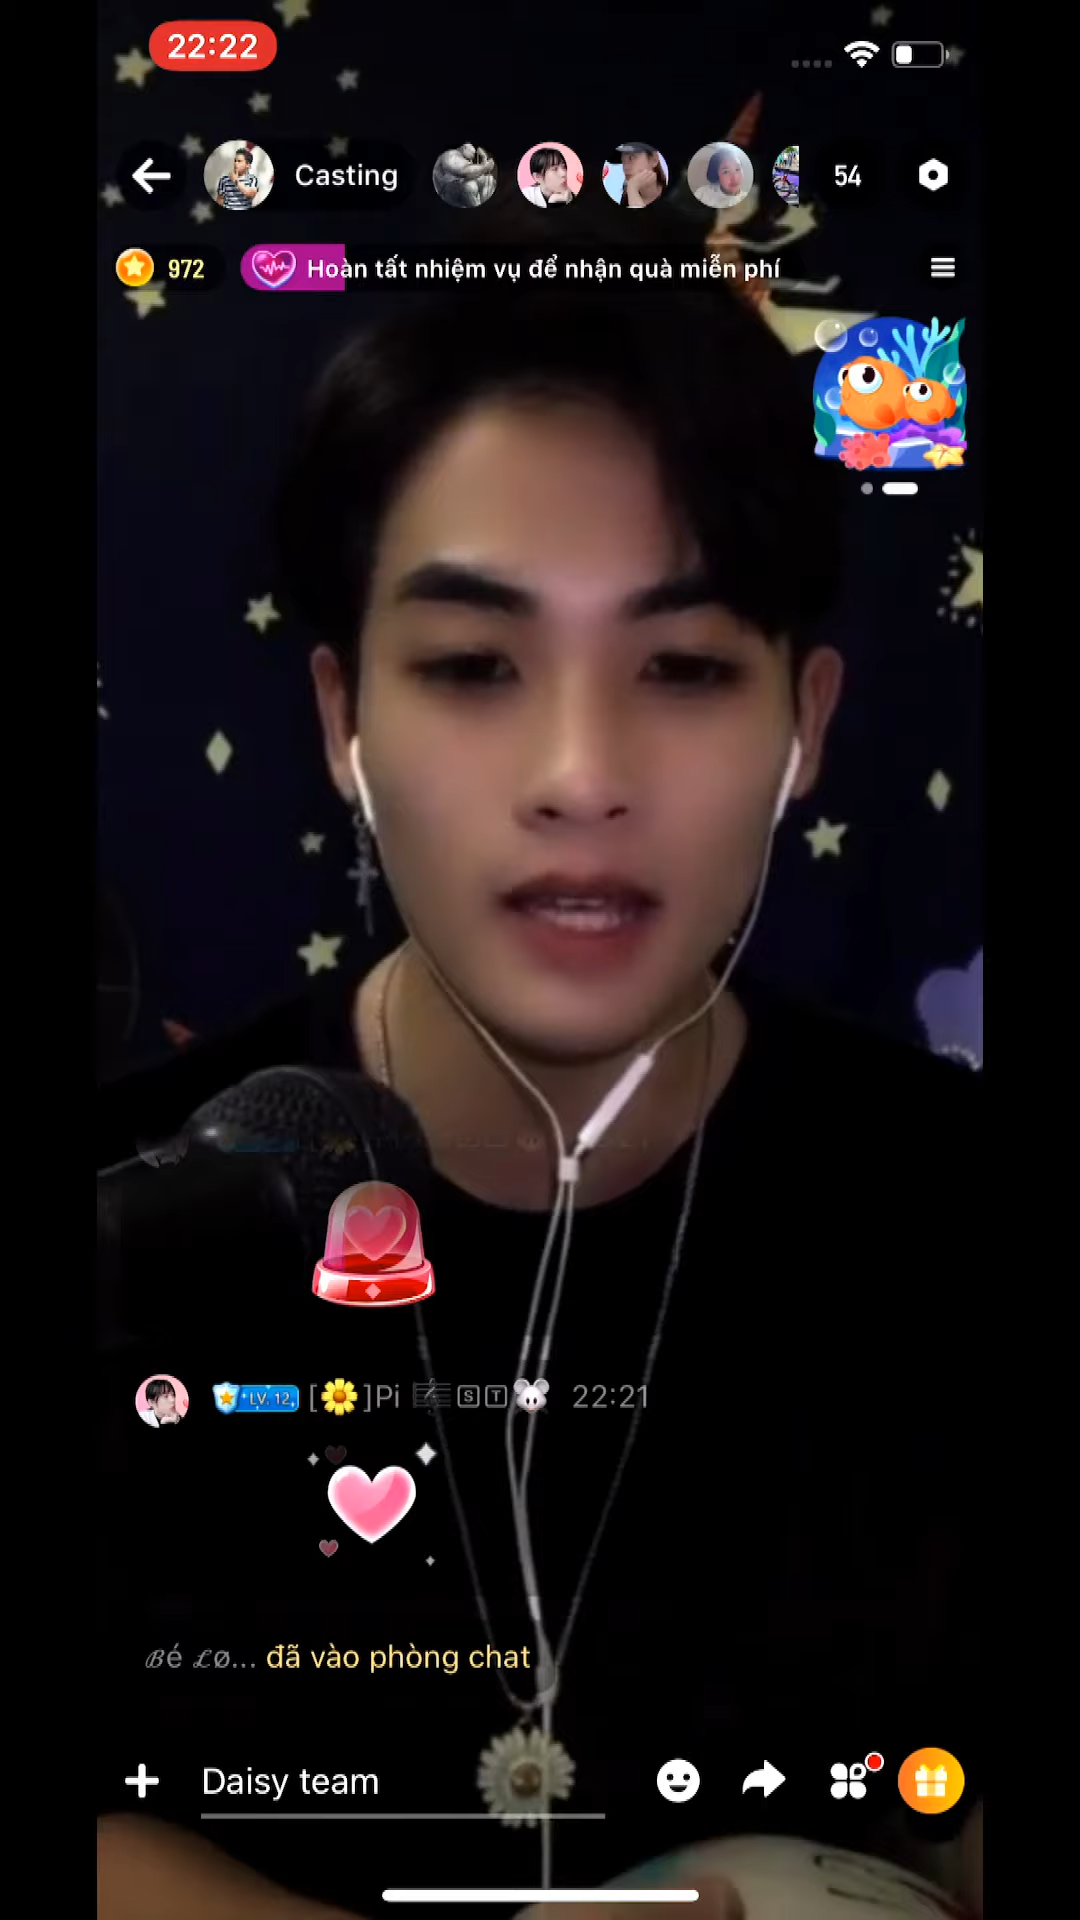 22:22
Casting
54
972
Hoàn tất nhiệm vụ để nhận quà miễn phí
LV. 12 [🌼]Pi 🎼🅂🅃🐭 22:21
ℬé ℒø... đã vào phòng chat
Daisy team